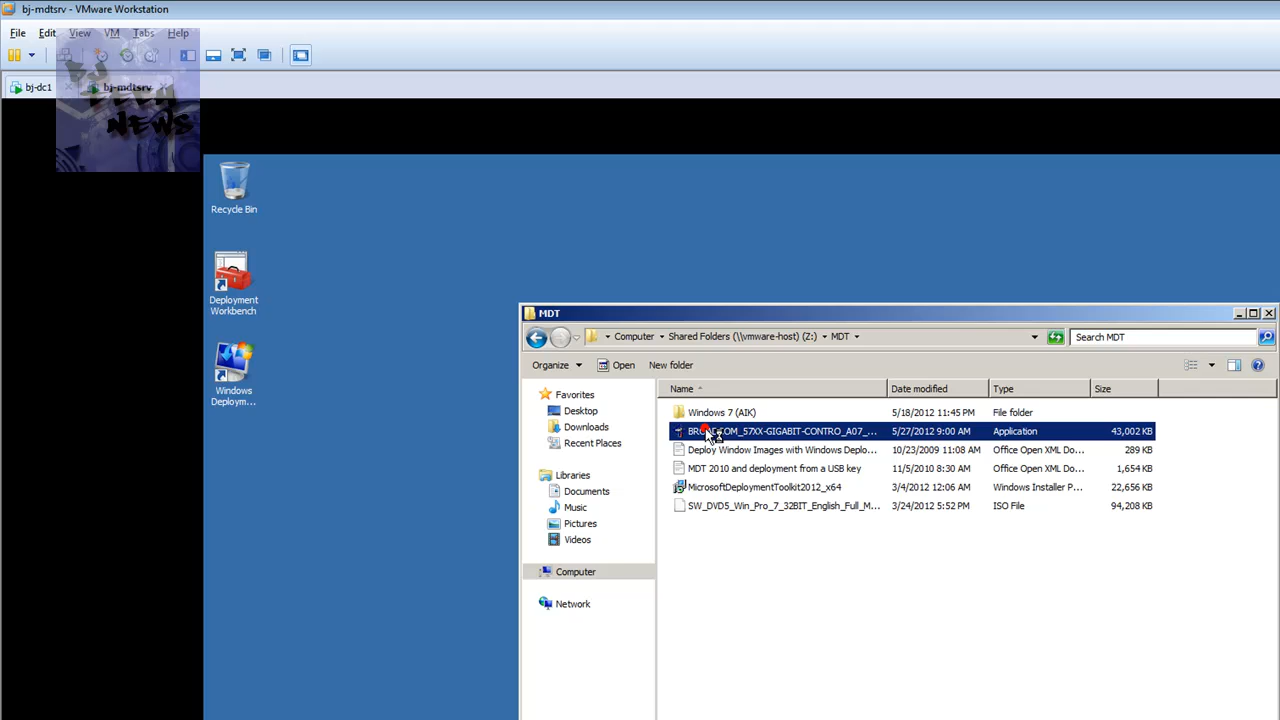 bj-mdtsrv - VMware Workstation
File Edit View VM Tabs Help
bj-dc1 bj-mdtsrv
BJ TECH NEWS
Recycle Bin
Deployment
Workbench
Windows
Deploym...
MDT
Computer Shared Folders (\\vmware-host) (Z:) MDT Search MDT
Organize Open New folder
Favorites
Desktop
Downloads
Recent Places
Libraries
Documents
Music
Pictures
Videos
Computer
Network
Name Date modified Type Size
Windows 7 (AIK) 5/18/2012 11:45 PM File folder
_57XX-GIGABIT-CONTRO_A07_... 5/27/2012 9:00 AM Application 43,002 KB
Deploy Window Images with Windows Deplo... 10/23/2009 11:08 AM Office Open XML Do... 289 KB
MDT 2010 and deployment from a USB key 11/5/2010 8:30 AM Office Open XML Do... 1,654 KB
MicrosoftDeploymentToolkit2012_x64 3/4/2012 12:06 AM Windows Installer P... 22,656 KB
SW_DVD5_Win_Pro_7_32BIT_English_Full_M... 3/24/2012 5:52 PM ISO File 94,208 KB